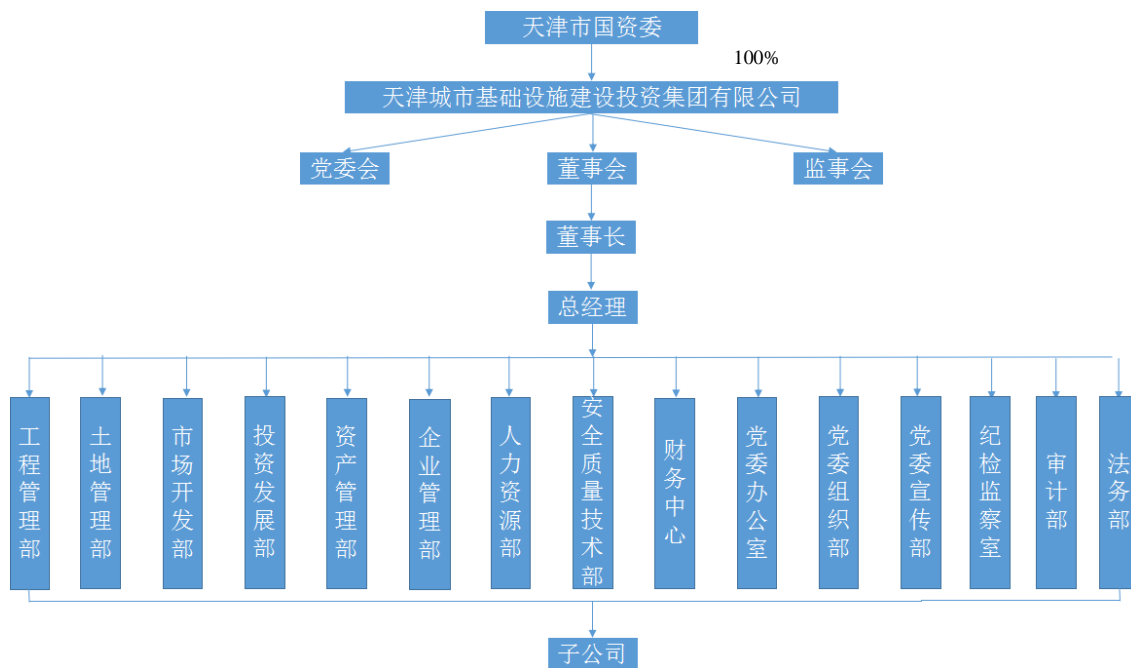 天津市国资委
100%
天津城市基础设施建设投资集团有限公司
党委会
董事会
监事会
董事长
总经理
工程管理部
土地管理部
市场开发部
投资发展部
资产管理部
企业管理部
人力资源部
安全质量技术部
财务中心
党委办公室
党委组织部
党委宣传部
纪检监察室
审计部
法务部
子公司